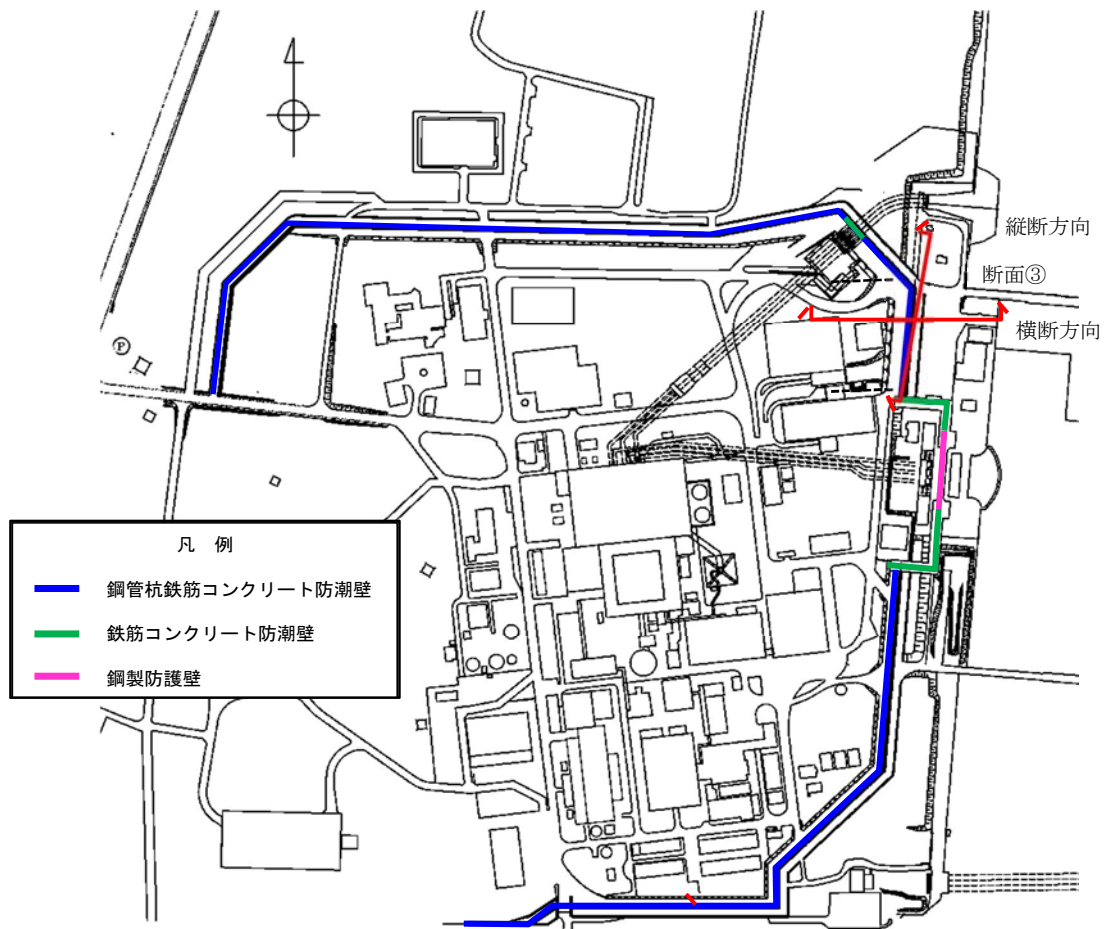 縦断方向
断面③
横断方向
P
凡 例
鋼管杭鉄筋コンクリート防潮壁
鉄筋コンクリート防潮壁
鋼製防護壁